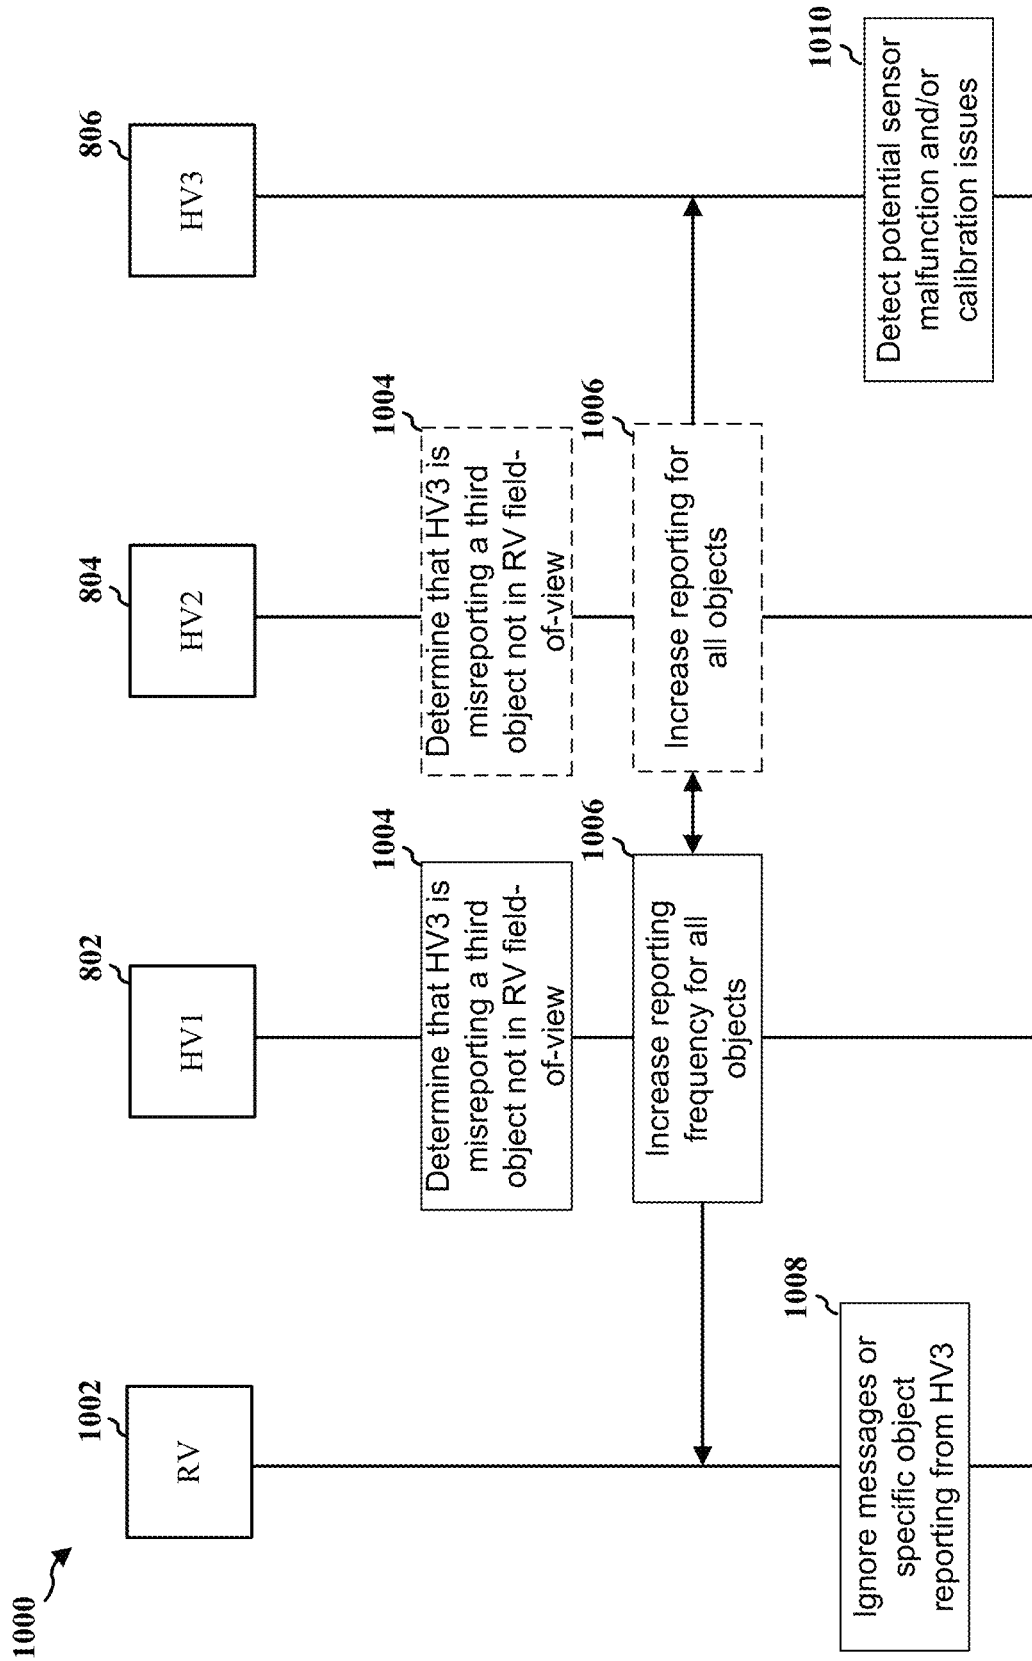 1000
1002
802
804
806
RV
HV1
HV2
HV3
1004
Determine that HV3 is
misreporting a third
object not in RV field-
of-view
1004
Determine that HV3 is
misreporting a third
object not in RV field-
of-view
1006
Increase reporting
frequency for all
objects
1006
Increase reporting for
all objects
1008
Ignore messages or
specific object
reporting from HV3
1010
Detect potential sensor
malfunction and/or
calibration issues